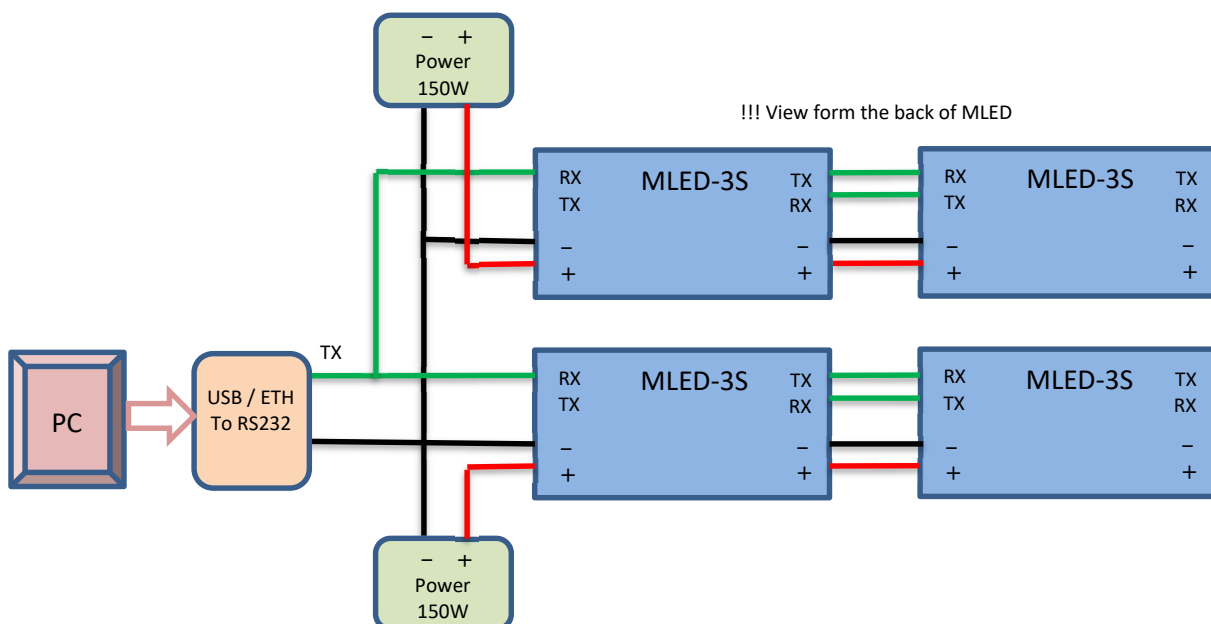 − +
Power
150W
!!! View form the back of MLED
RX MLED-3S TX
TX RX
− −
+ +
RX MLED-3S TX
TX RX
− −
+ +
TX
PC
USB / ETH
To RS232
RX MLED-3S TX
TX RX
− −
+ +
RX MLED-3S TX
TX RX
− −
+ +
− +
Power
150W